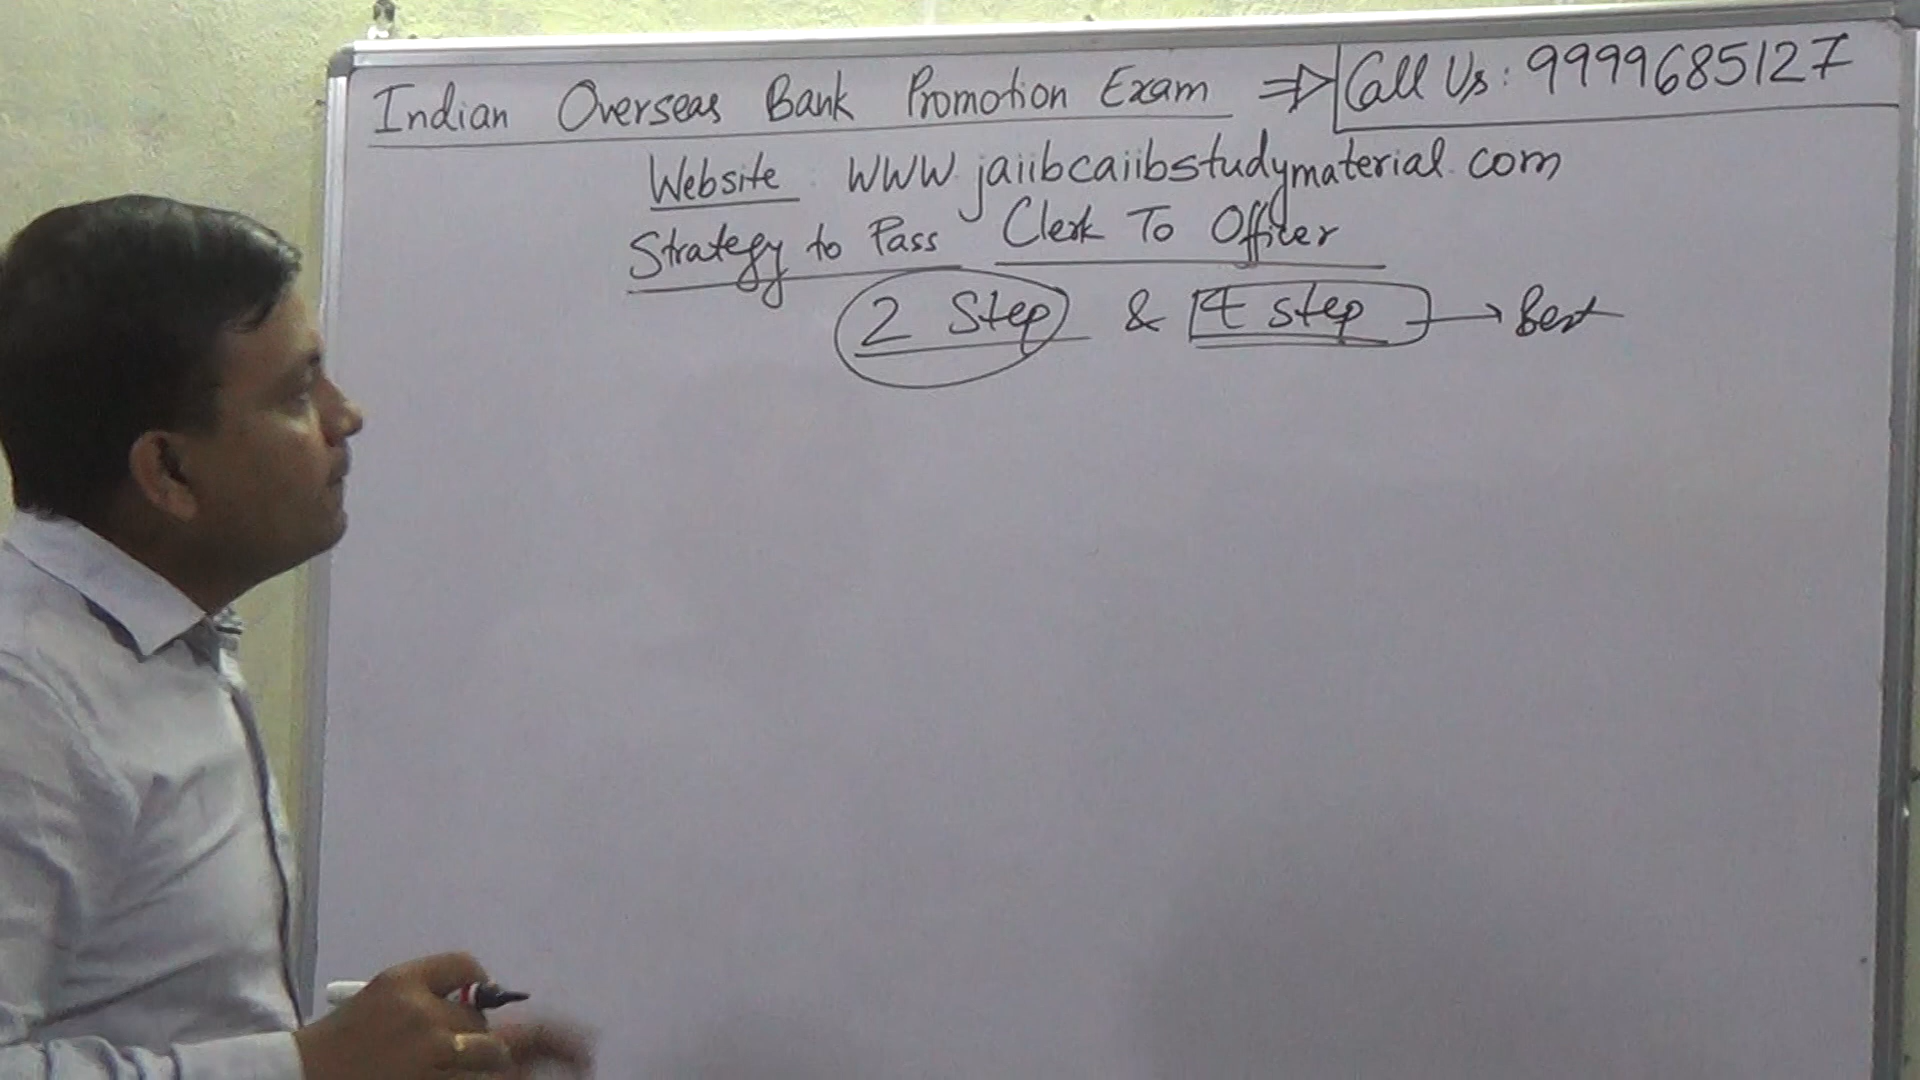 Indian Overseas Bank Promotion Exam ⇒ Call Us: 9999685127
Website: WWW.jaiibcaiibstudymaterial.com
Strategy to Pass Clerk To Officer
2 Step & 4 step → Best